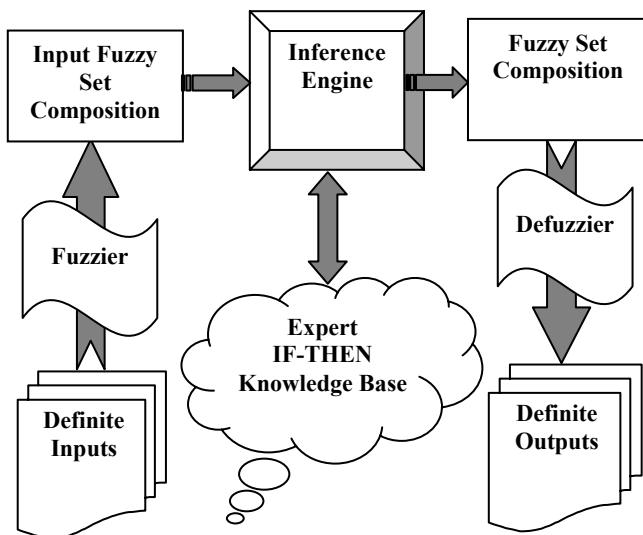 Input Fuzzy
Set
Composition
Inference
Engine
Fuzzy Set
Composition
Fuzzier
Defuzzier
Expert
IF-THEN
Knowledge Base
Definite
Inputs
Definite
Outputs